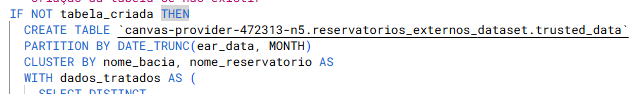 IF NOT tabela_criada THEN
CREATE TABLE `canvas-provider-472313-n5.reservatorios_externos_dataset.trusted_data`
PARTITION BY DATE_TRUNC(ear_data, MONTH)
CLUSTER BY nome_bacia, nome_reservatorio AS
WITH dados_tratados AS (
SELECT DISTINCT